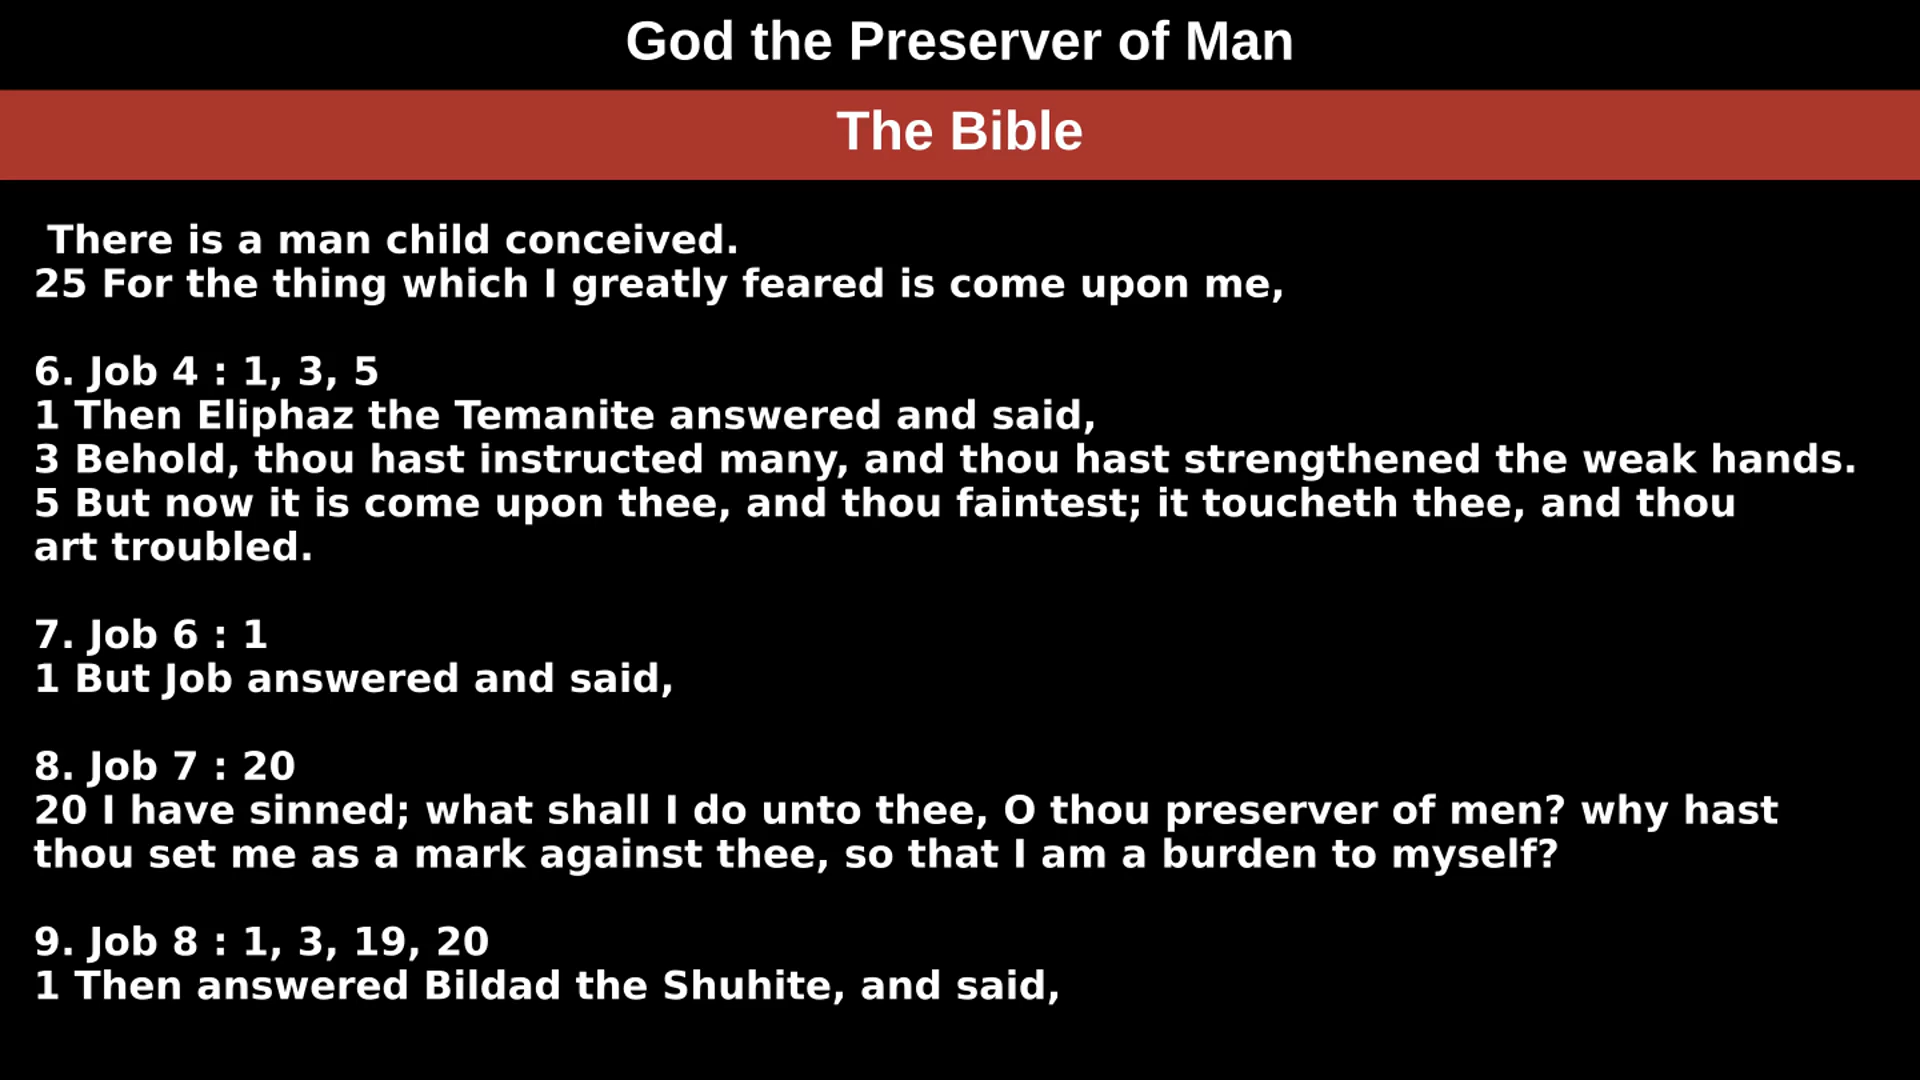 God the Preserver of Man
The Bible
There is a man child conceived.
25 For the thing which I greatly feared is come upon me,
6. Job 4 : 1, 3, 5
1 Then Eliphaz the Temanite answered and said,
3 Behold, thou hast instructed many, and thou hast strengthened the weak hands.
5 But now it is come upon thee, and thou faintest; it toucheth thee, and thou
art troubled.
7. Job 6 : 1
1 But Job answered and said,
8. Job 7 : 20
20 I have sinned; what shall I do unto thee, O thou preserver of men? why hast
thou set me as a mark against thee, so that I am a burden to myself?
9. Job 8 : 1, 3, 19, 20
1 Then answered Bildad the Shuhite, and said,